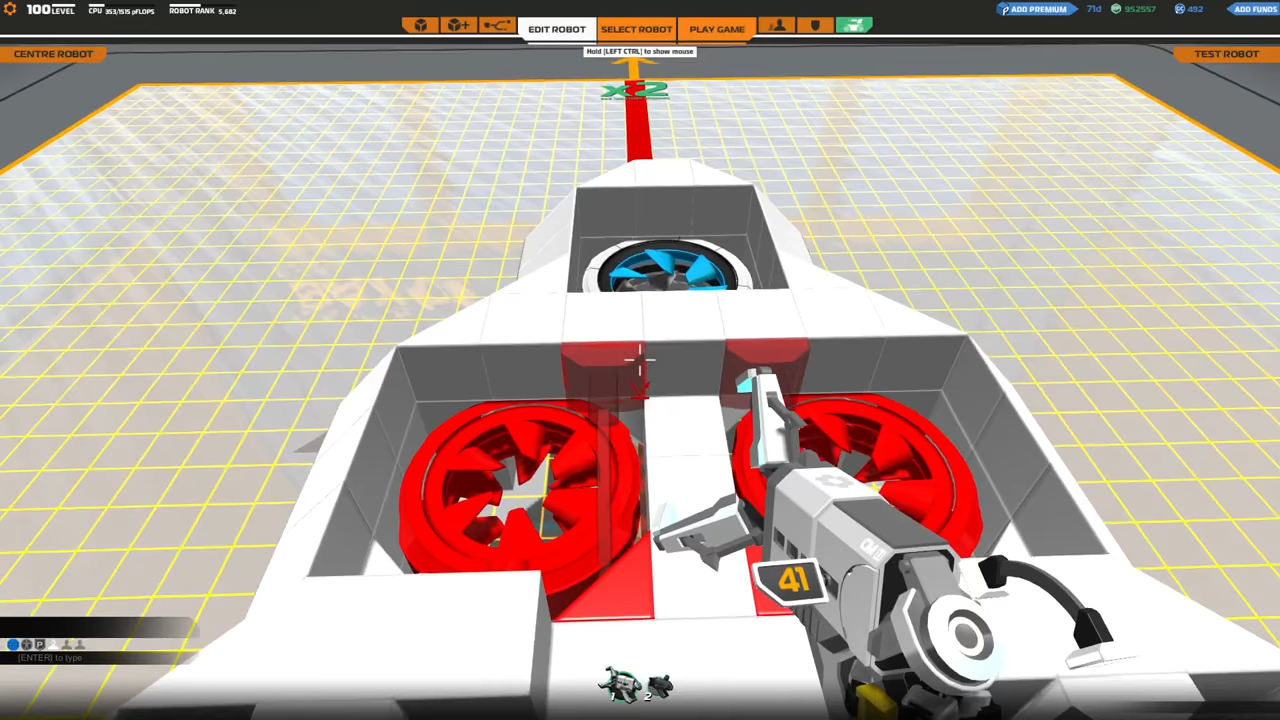 100 LEVEL
CPU 353/1515 pFLOPS
ROBOT RANK 5,682
ADD PREMIUM
71d
952557
492
ADD FUNDS
EDIT ROBOT
SELECT ROBOT
PLAY GAME
CENTRE ROBOT
Hold [LEFT CTRL] to show mouse
TEST ROBOT
x2
41
[ENTER] to type
1
2